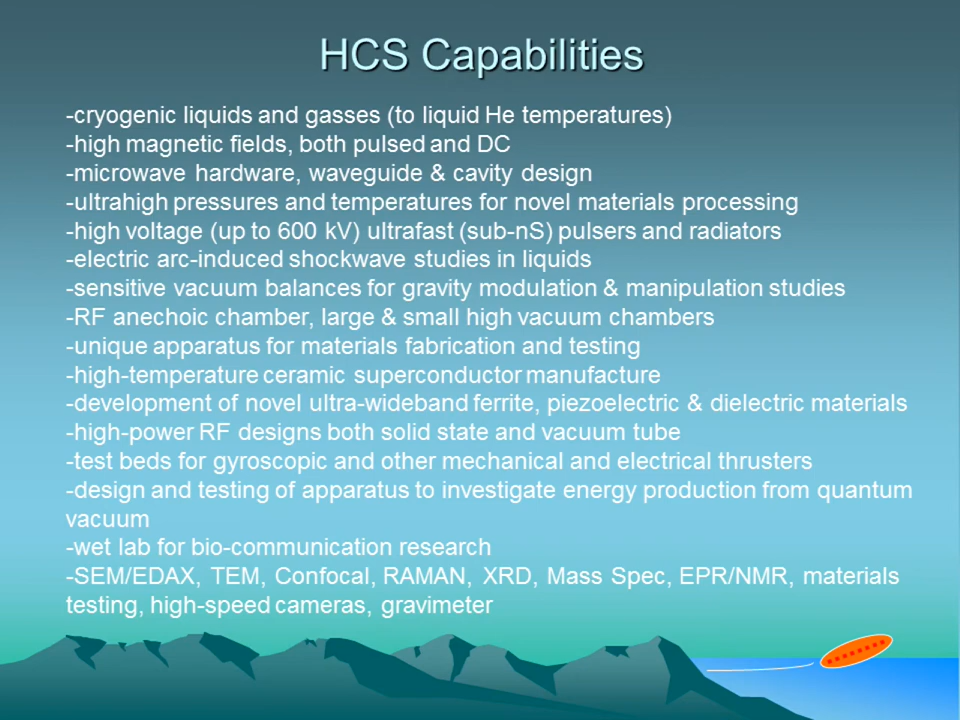 HCS Capabilities
-cryogenic liquids and gasses (to liquid He temperatures)
-high magnetic fields, both pulsed and DC
-microwave hardware, waveguide & cavity design
-ultrahigh pressures and temperatures for novel materials processing
-high voltage (up to 600 kV) ultrafast (sub-nS) pulsers and radiators
-electric arc-induced shockwave studies in liquids
-sensitive vacuum balances for gravity modulation & manipulation studies
-RF anechoic chamber, large & small high vacuum chambers
-unique apparatus for materials fabrication and testing
-high-temperature ceramic superconductor manufacture
-development of novel ultra-wideband ferrite, piezoelectric & dielectric materials
-high-power RF designs both solid state and vacuum tube
-test beds for gyroscopic and other mechanical and electrical thrusters
-design and testing of apparatus to investigate energy production from quantum
vacuum
-wet lab for bio-communication research
-SEM/EDAX, TEM, Confocal, RAMAN, XRD, Mass Spec, EPR/NMR, materials
testing, high-speed cameras, gravimeter